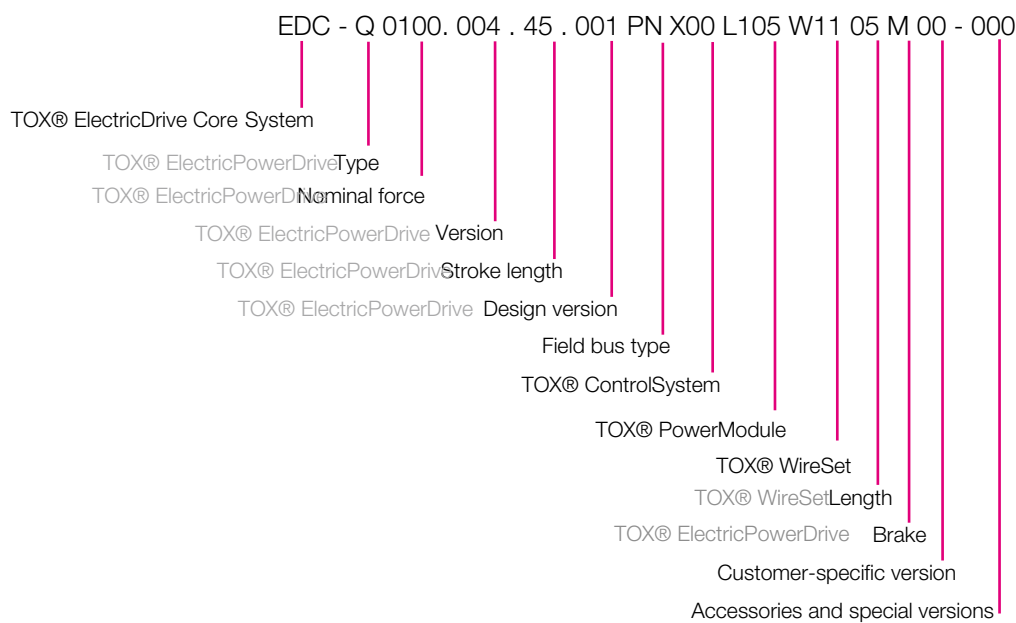 EDC - Q 0100. 004 . 45 . 001 PN X00 L105 W11 05 M 00 - 000
TOX® ElectricDrive Core System
TOX® ElectricPowerDrive Type
TOX® ElectricPowerDrive Nominal force
TOX® ElectricPowerDrive Version
TOX® ElectricPowerDrive Stroke length
TOX® ElectricPowerDrive Design version
Field bus type
TOX® ControlSystem
TOX® PowerModule
TOX® WireSet
TOX® WireSet Length
TOX® ElectricPowerDrive Brake
Customer-specific version
Accessories and special versions